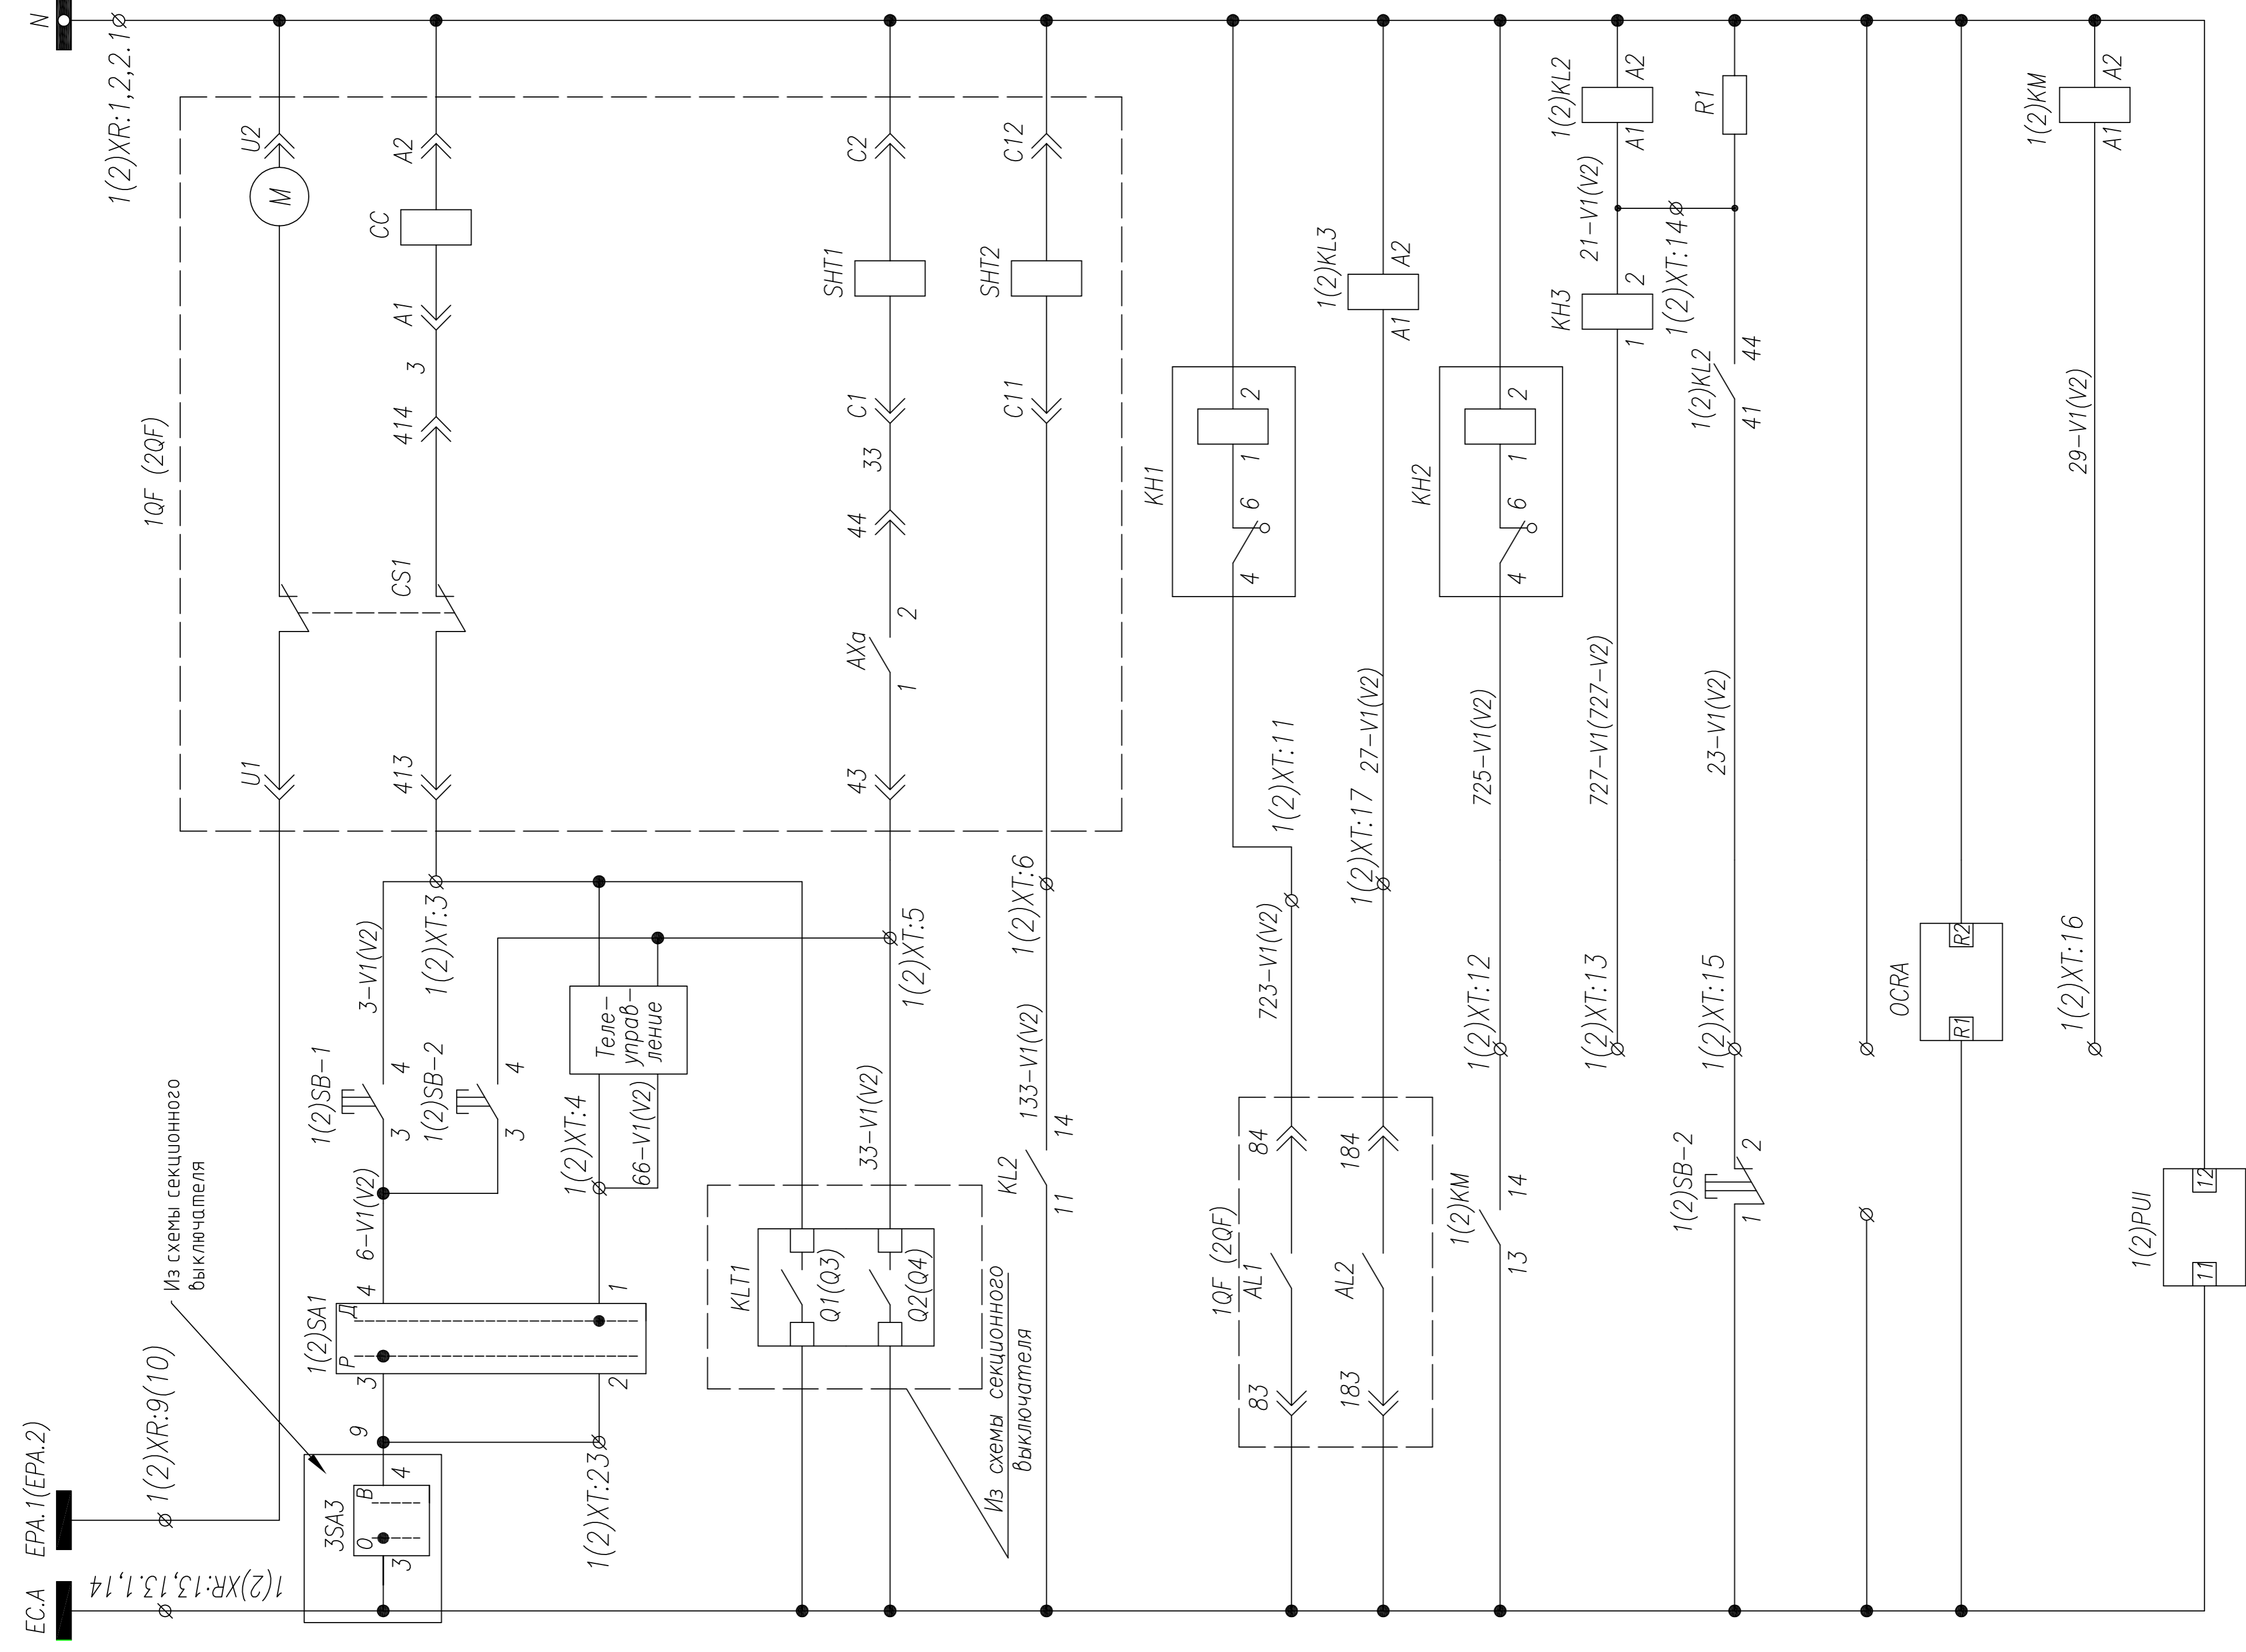 N
1(2)XR:1,2,2.1
EPA.1(EPA.2)
1(2)XR:9(10)
EC.A
1(2)XR:13,13.1,14
1QF (2QF)
U1
M
U2
413
CS1
414
3
A1
CC
A2
43
1
AXa
2
44
33
C1
SHT1
C2
C11
SHT2
C12
Из схемы секционного
выключателя
3SA3
3
О
В
4
9
1(2)SA1
3
Р
Д
4
2
1
6-V1(V2)
1(2)SB-1
3
4
3-V1(V2)
1(2)XT:3
1(2)SB-2
3
4
1(2)XT:23
1(2)XT:4
66-V1(V2)
Теле-
управ-
ление
1(2)XT:5
KLT1
Q1(Q3)
Q2(Q4)
33-V1(V2)
Из схемы секционного
выключателя
KL2
11
14
133-V1(V2)
1(2)XT:6
1QF (2QF)
83
AL1
84
723-V1(V2)
1(2)XT:11
KH1
4
6
1
2
183
AL2
184
1(2)XT:17
27-V1(V2)
1(2)KL3
A1
A2
1(2)KM
13
14
1(2)XT:12
725-V1(V2)
KH2
4
6
1
2
1(2)XT:13
727-V1(727-V2)
KH3
1
2
21-V1(V2)
1(2)KL2
A1
A2
1(2)XT:14
1(2)SB-2
1
2
1(2)XT:15
23-V1(V2)
1(2)KL2
41
44
R1
OCRA
R1
R2
1(2)XT:16
29-V1(V2)
1(2)KM
A1
A2
1(2)PUI
11
12